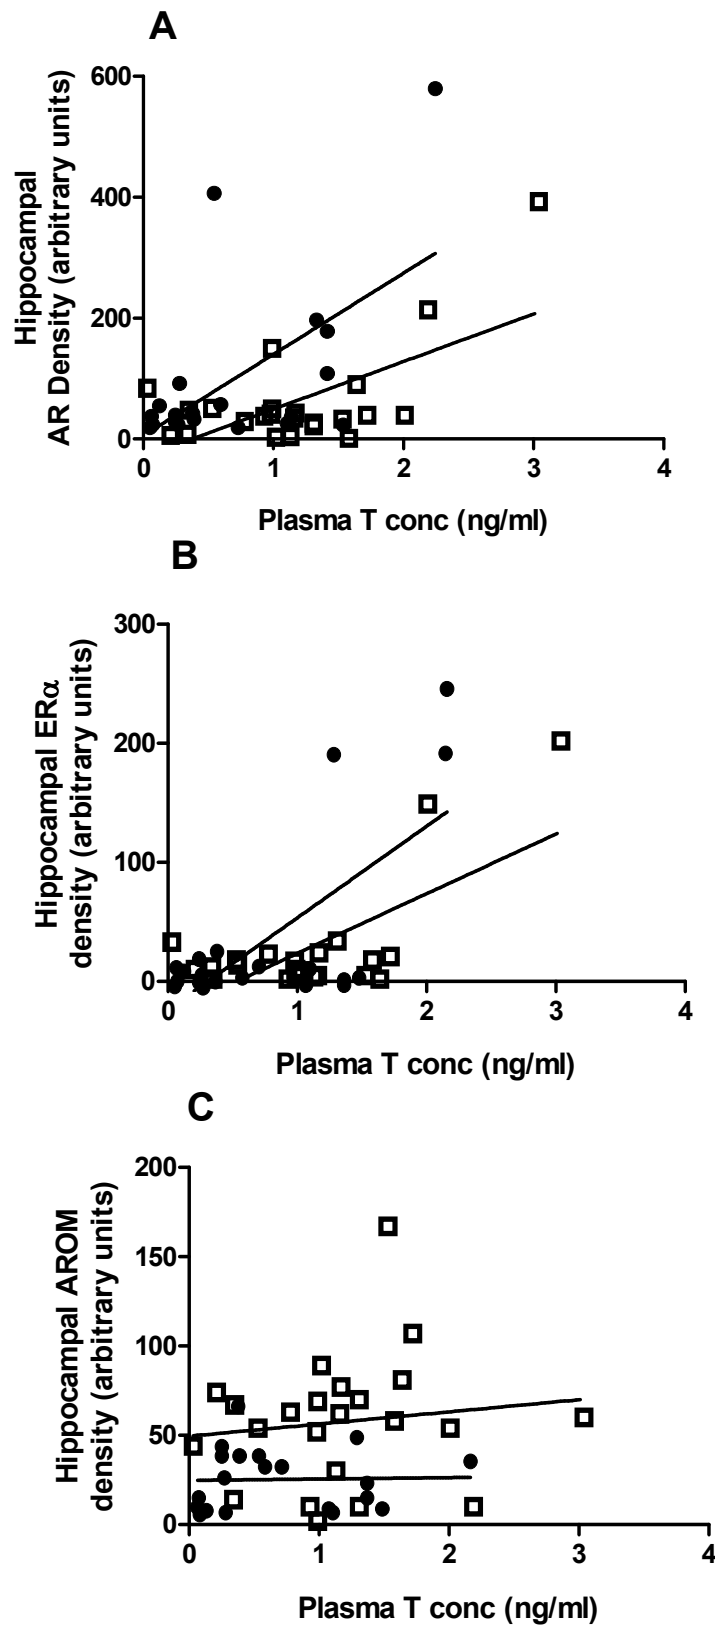 A
600
400
200
0
Hippocampal
AR Density (arbitrary units)
0 1 2 3 4
Plasma T conc (ng/ml)
B
300
200
100
0
Hippocampal ERα
density (arbitrary units)
0 1 2 3 4
Plasma T conc (ng/ml)
C
200
150
100
50
0
Hippocampal AROM
density (arbitrary units)
0 1 2 3 4
Plasma T conc (ng/ml)